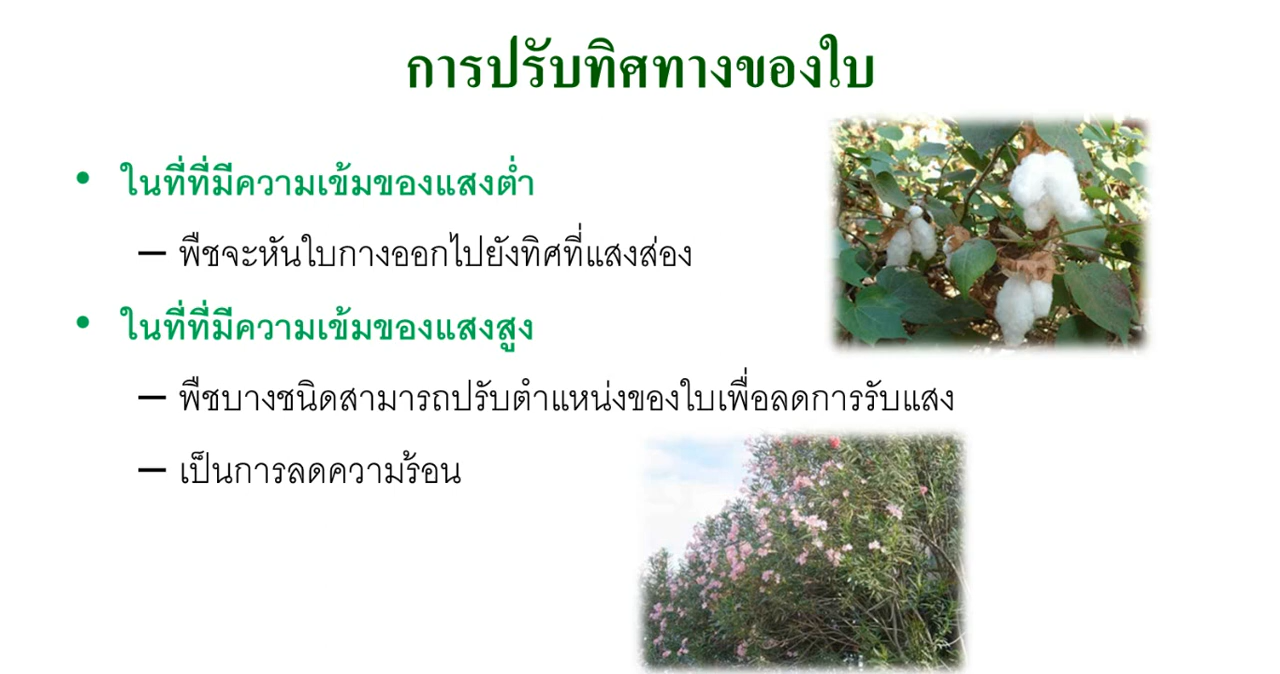 การปรับทิศทางของใบ
• ในที่ที่มีความเข้มของแสงต่ำ
– พืชจะหันใบกางออกไปยังทิศที่แสงส่อง
• ในที่ที่มีความเข้มของแสงสูง
– พืชบางชนิดสามารถปรับตำแหน่งของใบเพื่อลดการรับแสง
– เป็นการลดความร้อน